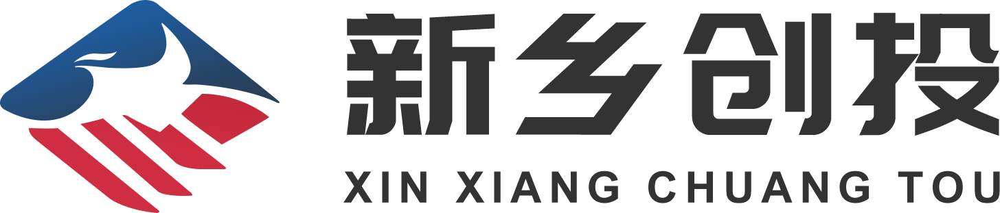 新乡创投
XIN XIANG CHUANG TOU